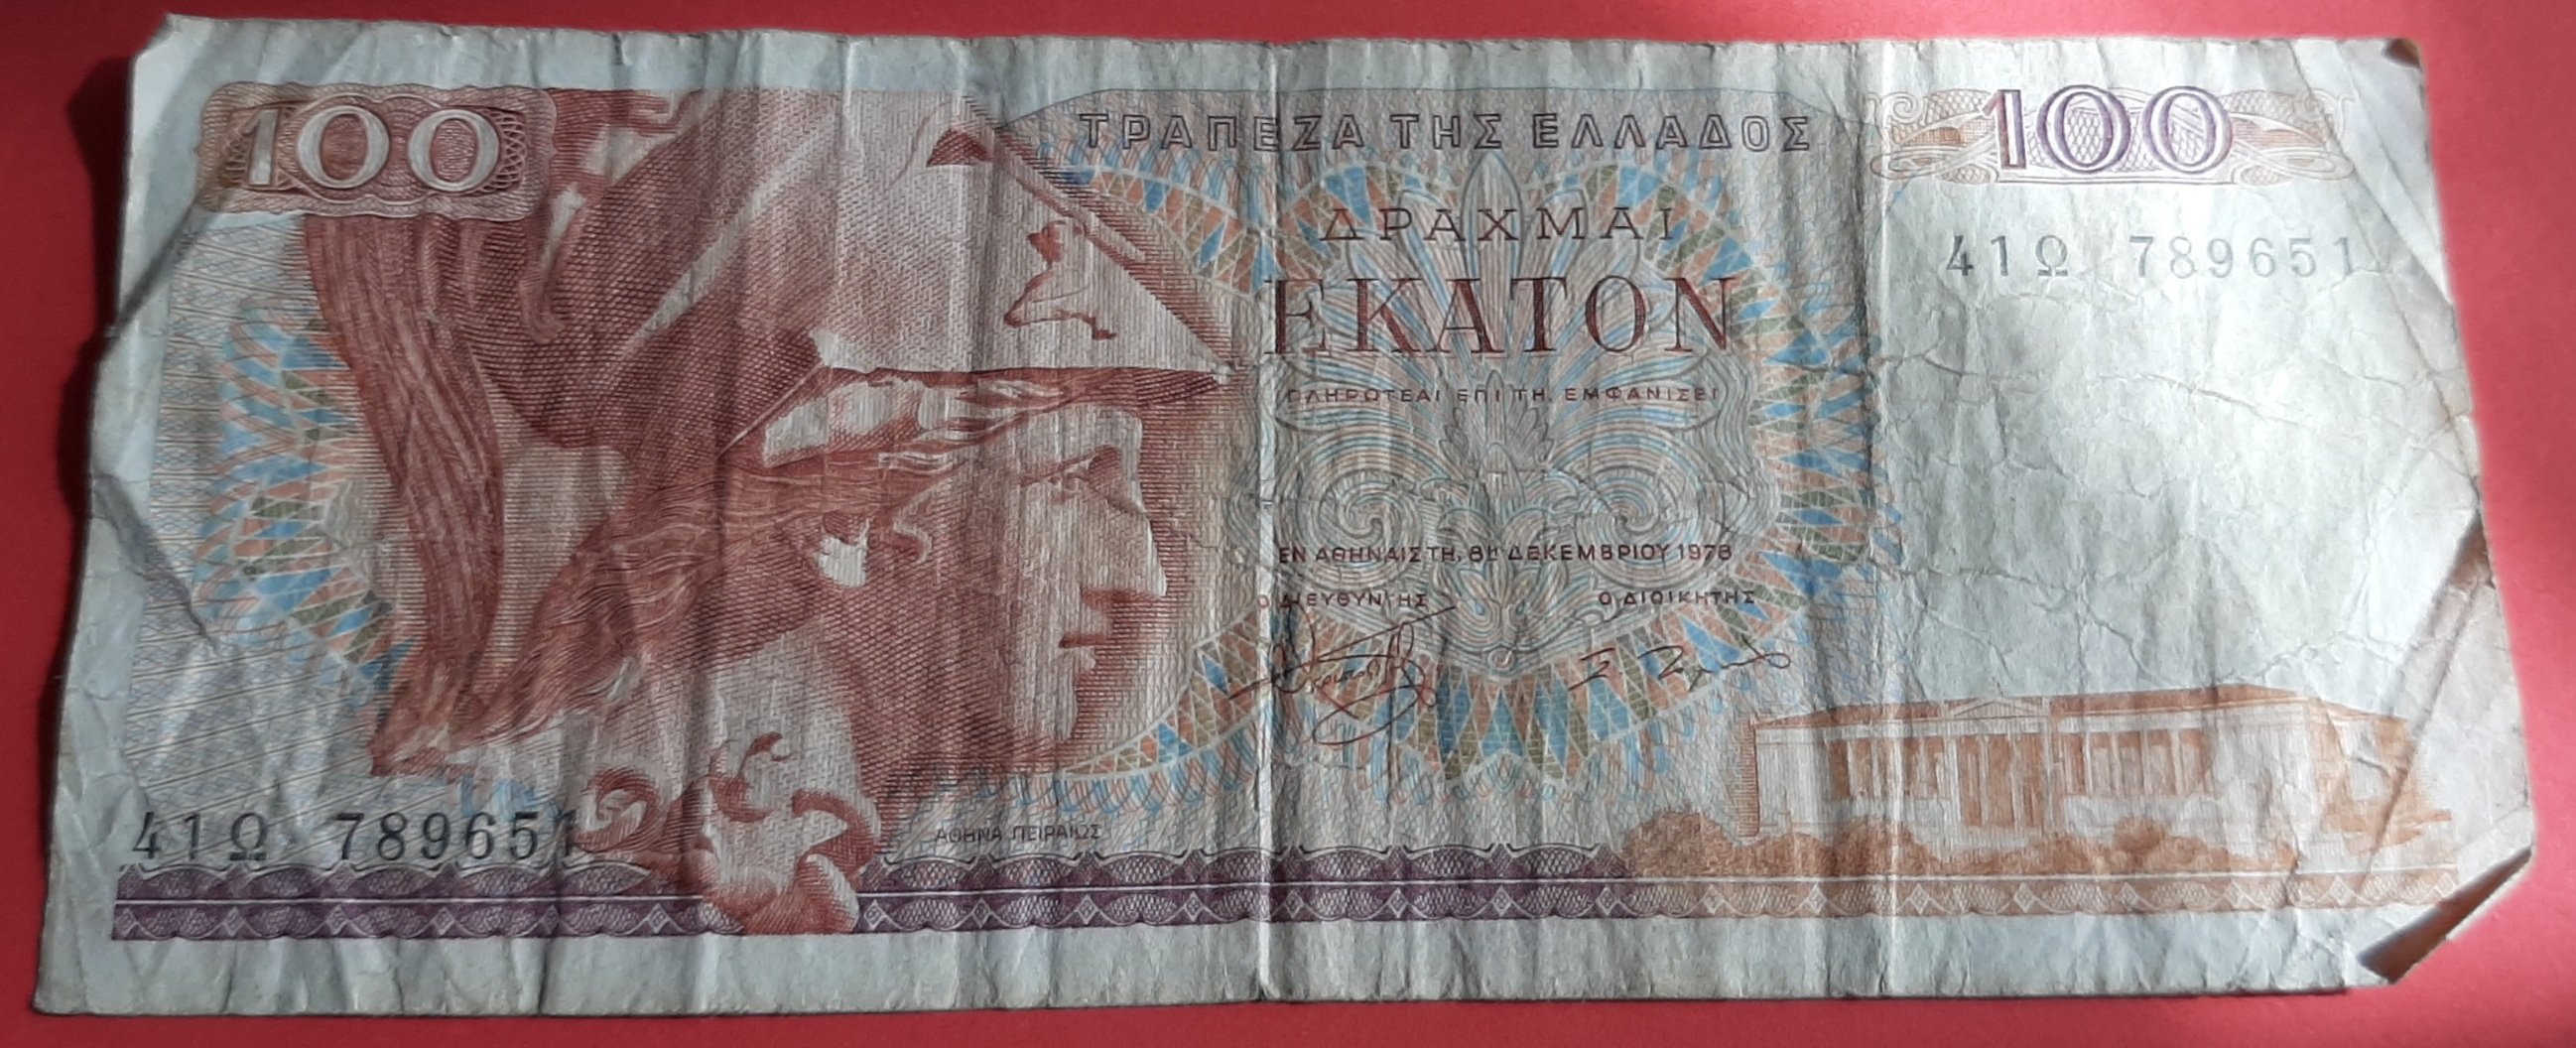 100
ΤΡΑΠΕΖΑ ΤΗΣ ΕΛΛΑΔΟΣ
100
ΔΡΑΧΜΑΙ
41Ω 789651
ΕΚΑΤΟΝ
ΠΛΗΡΩΤΕΑΙ ΕΠΙ ΤΗ, ΕΜΦΑΝΙΣΕΙ
ΕΝ ΑΘΗΝΑΙΣ ΤΗ, 8Η ΔΕΚΕΜΒΡΙΟΥ 1978
Ο ΔΙΕΥΘΥΝΤΗΣ
Ο ΔΙΟΙΚΗΤΗΣ
41Ω 789651
ΑΘΗΝΑ ΠΕΙΡΑΙΩΣ